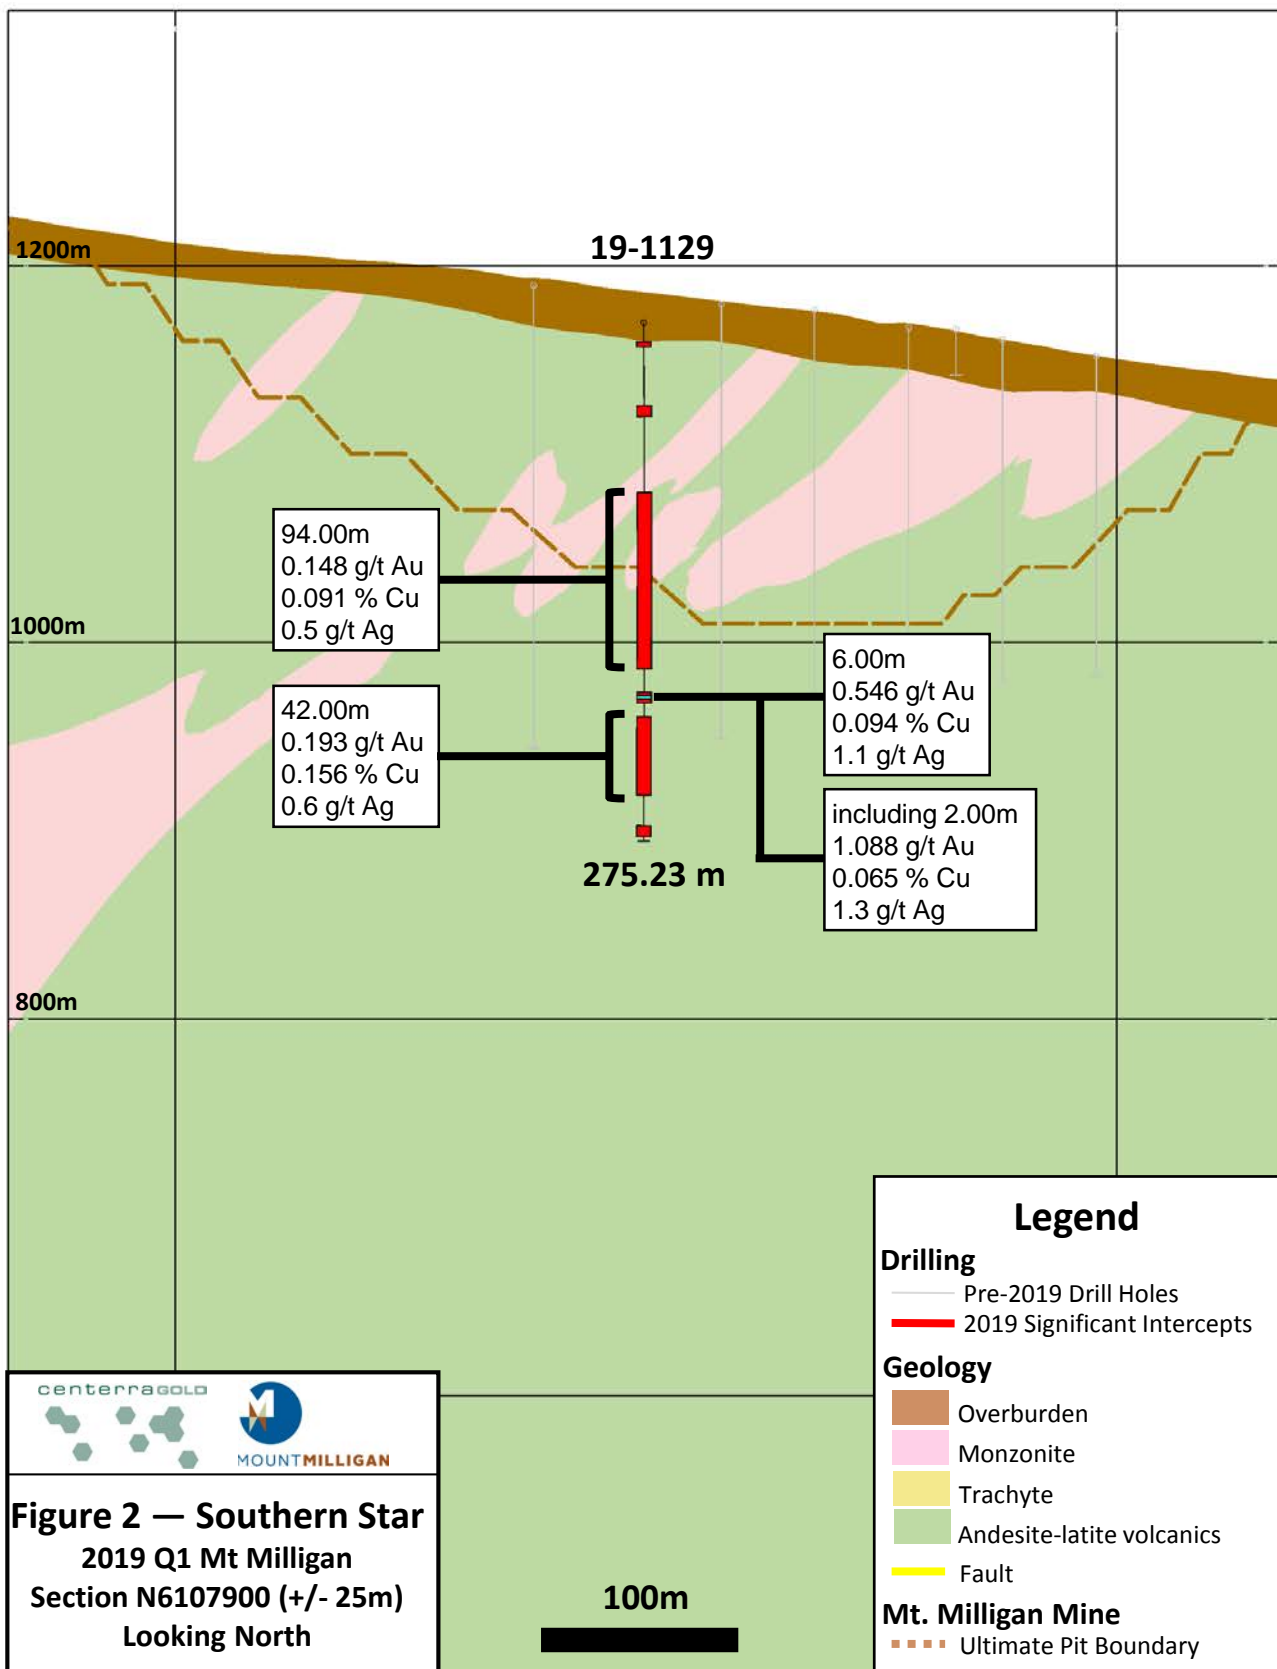 1200m
19-1129
94.00m
0.148 g/t Au
0.091 % Cu
0.5 g/t Ag
1000m
6.00m
0.546 g/t Au
0.094 % Cu
1.1 g/t Ag
42.00m
0.193 g/t Au
0.156 % Cu
0.6 g/t Ag
including 2.00m
1.088 g/t Au
0.065 % Cu
1.3 g/t Ag
275.23 m
800m
Legend
Drilling
Pre-2019 Drill Holes
2019 Significant Intercepts
Geology
Overburden
Monzonite
Trachyte
Andesite-latite volcanics
Fault
Mt. Milligan Mine
Ultimate Pit Boundary
centerraGOLD
M
MOUNTMILLIGAN
Figure 2 — Southern Star
2019 Q1 Mt Milligan
Section N6107900 (+/- 25m)
Looking North
100m